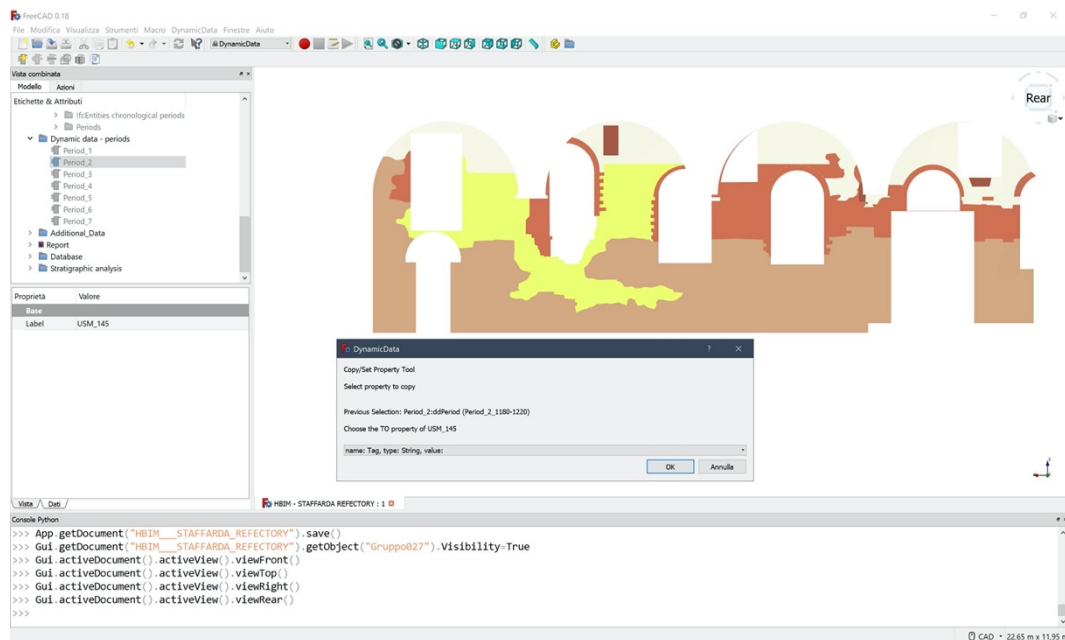 FreeCAD 0.18
File Modifica Visualizza Strumenti Macro DynamicData Finestre Aiuto
DynamicData
Vista combinata
Modello Azioni
Etichette & Attributi
IfcEntities chronological periods
Periods
Dynamic data - periods
Period_1
Period_2
Period_3
Period_4
Period_5
Period_6
Period_7
Additional_Data
Report
Database
Stratigraphic analysis
Proprietà Valore
Base
Label USM_145
Vista Dati
Rear
DynamicData
Copy/Set Property Tool
Select property to copy
Previous Selection: Period_2:ddPeriod (Period_2_1180-1220)
Choose the TO property of USM_145
name: Tag, type: String, value:
OK Annulla
HBIM - STAFFARDA REFECTORY : 1
Console Python
>>> App.getDocument("HBIM___STAFFARDA_REFECTORY").save()
>>> Gui.getDocument("HBIM___STAFFARDA_REFECTORY").getObject("Gruppo027").Visibility=True
>>> Gui.activeDocument().activeView().viewFront()
>>> Gui.activeDocument().activeView().viewTop()
>>> Gui.activeDocument().activeView().viewRight()
>>> Gui.activeDocument().activeView().viewRear()
>>>
CAD 22.65 m x 11.95 m